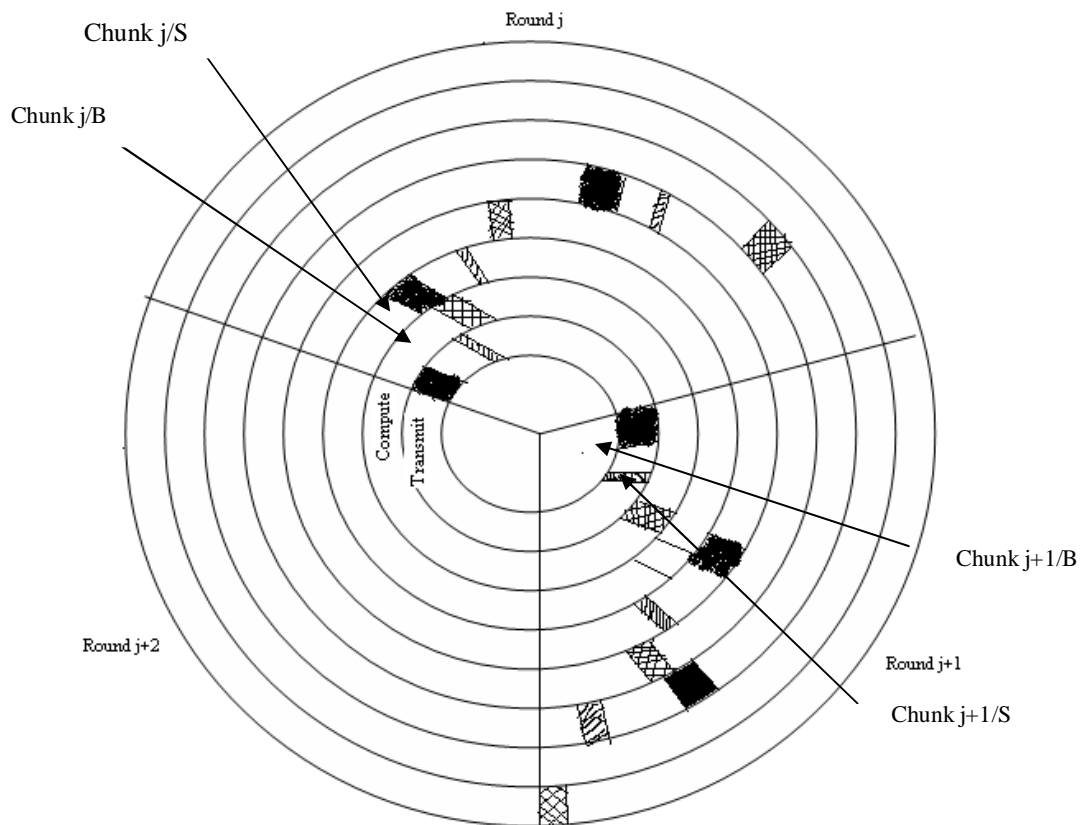 Round j
Chunk j/S
Chunk j/B
Compute
Transmit
Chunk j+1/B
Round j+2
Round j+1
Chunk j+1/S